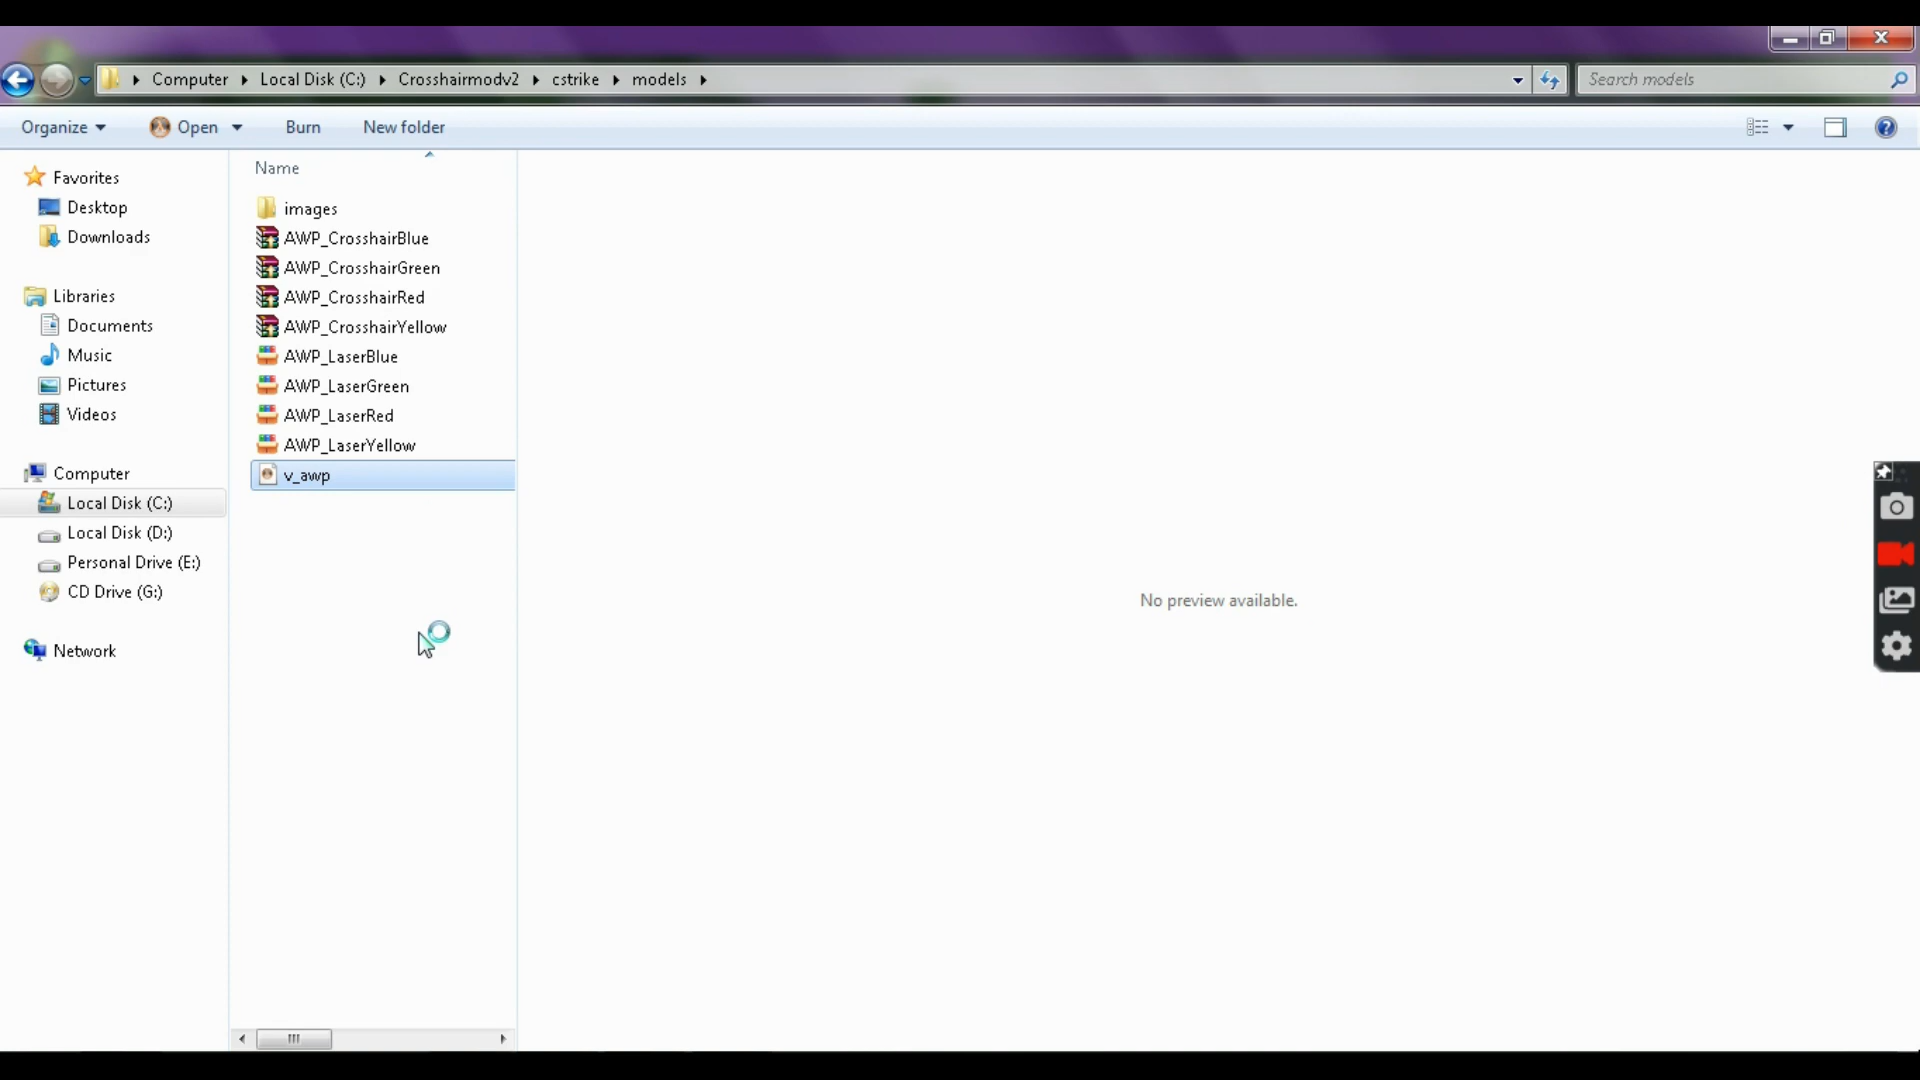 Computer Local Disk (C:) Crosshairmodv2 cstrike models
Search models
Organize Open Burn New folder
Name
Favorites
Desktop
Downloads
Libraries
Documents
Music
Pictures
Videos
Computer
Local Disk (C:)
Local Disk (D:)
Personal Drive (E:)
CD Drive (G:)
Network
images
AWP_CrosshairBlue
AWP_CrosshairGreen
AWP_CrosshairRed
AWP_CrosshairYellow
AWP_LaserBlue
AWP_LaserGreen
AWP_LaserRed
AWP_LaserYellow
v_awp
No preview available.